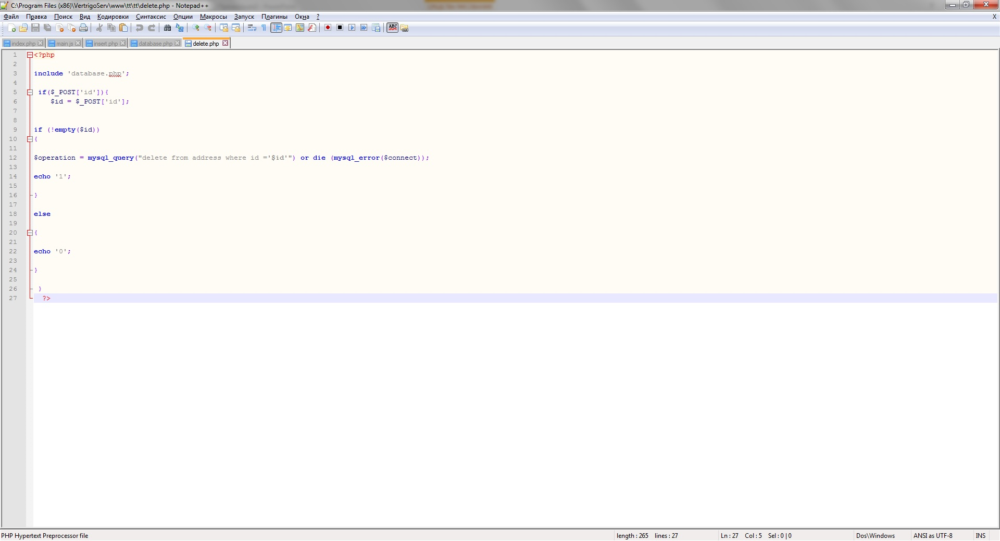 C:\Program Files (x86)\VertrigoServ\www\tt\tt\delete.php - Notepad++
Файл Правка Поиск Вид Кодировки Синтаксис Опции Макросы Запуск Плагины Окна ? X
ABC
index.php main.js insert.php database.php delete.php
1 <?php
2
3 include 'database.php';
4
5 if($_POST['id']){
6 $id = $_POST['id'];
7
8
9 if (!empty($id))
10 {
11
12 $operation = mysql_query("delete from address where id ='$id'") or die (mysql_error($connect));
13
14 echo '1';
15
16 }
17
18 else
19
20 {
21
22 echo '0';
23
24 }
25
26 }
27 ?>
PHP Hypertext Preprocessor file length : 265 lines : 27 Ln : 27 Col : 5 Sel : 0 | 0 Dos\Windows ANSI as UTF-8 INS